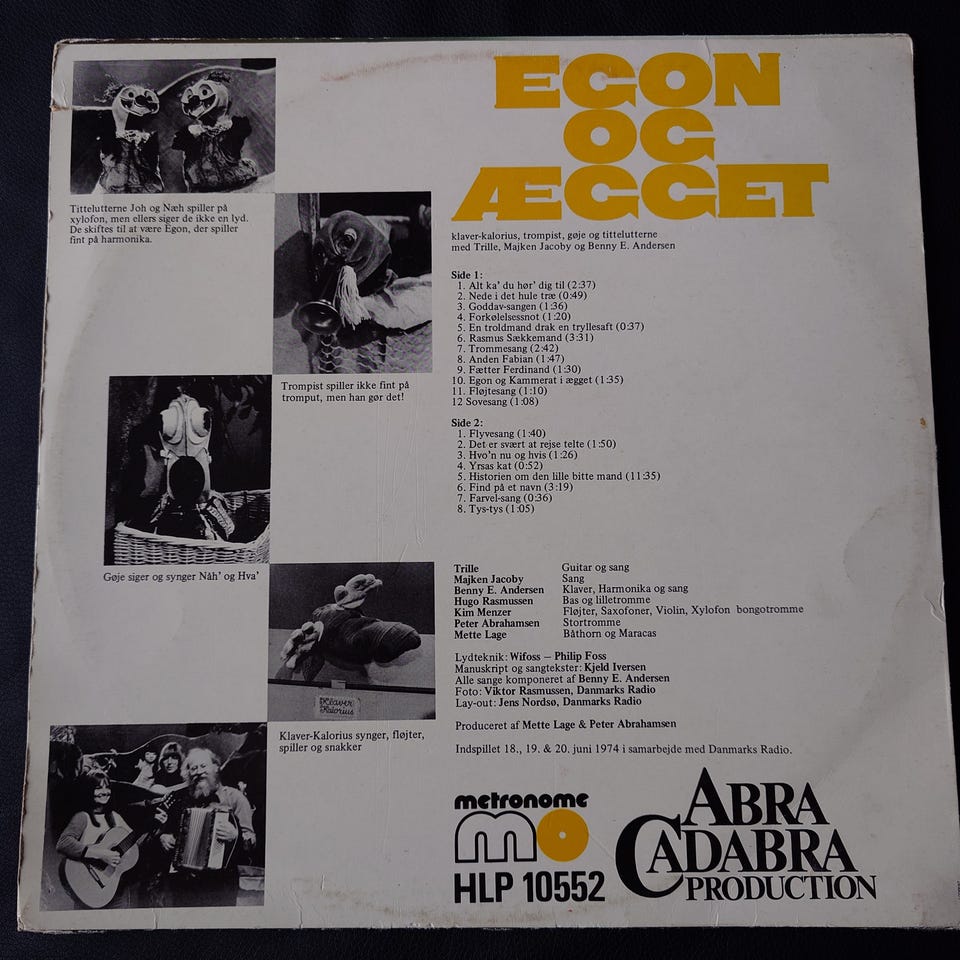 EGON
OG
ÆGGET
klaver-kalorius, trompist, gøje og tittelutterne
med Trille, Majken Jacoby og Benny E. Andersen
Tittelutterne Joh og Næh spiller på
xylofon, men ellers siger de ikke en lyd.
De skiftes til at være Egon, der spiller
fint på harmonika.
Trompist spiller ikke fint på
tromput, men han gør det!
Gøje siger og synger Nåh' og Hva'
Klaver
Kalorius
Klaver-Kalorius synger, fløjter,
spiller og snakker
Side 1:
1. Alt ka' du hør' dig til (2:37)
2. Nede i det hule træ (0:49)
3. Goddav-sangen (1:36)
4. Forkølelsessnot (1:20)
5. En troldmand drak en tryllesaft (0:37)
6. Rasmus Sækkemand (3:31)
7. Trommesang (2:42)
8. Anden Fabian (1:47)
9. Fætter Ferdinand (1:30)
10. Egon og Kammerat i ægget (1:35)
11. Fløjtesang (1:10)
12 Sovesang (1:08)
Side 2:
1. Flyvesang (1:40)
2. Det er svært at rejse telte (1:50)
3. Hvo'n nu og hvis (1:26)
4. Yrsas kat (0:52)
5. Historien om den lille bitte mand (11:35)
6. Find på et navn (3:19)
7. Farvel-sang (0:36)
8. Tys-tys (1:05)
Trille Guitar og sang
Majken Jacoby Sang
Benny E. Andersen Klaver, Harmonika og sang
Hugo Rasmussen Bas og lilletromme
Kim Menzer Fløjter, Saxofoner, Violin, Xylofon bongotromme
Peter Abrahamsen Stortromme
Mette Lage Båthorn og Maracas
Lydteknik: Wifoss – Philip Foss
Manuskript og sangtekster: Kjeld Iversen
Alle sange komponeret af Benny E. Andersen
Foto: Viktor Rasmussen, Danmarks Radio
Lay-out: Jens Nordsø, Danmarks Radio
Produceret af Mette Lage & Peter Abrahamsen
Indspillet 18., 19. & 20. juni 1974 i samarbejde med Danmarks Radio.
metronome
mo
HLP 10552
ABRA
CADABRA
PRODUCTION